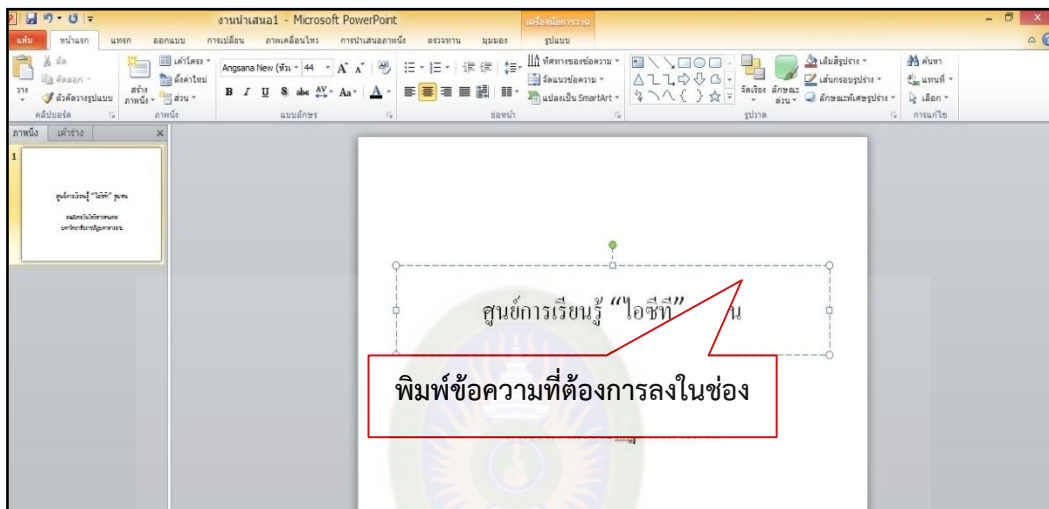 งานนำเสนอ1 - Microsoft PowerPoint
เครื่องมือการวาด
แฟ้ม หน้าแรก แทรก ออกแบบ การเปลี่ยน ภาพเคลื่อนไหว การนำเสนอภาพนิ่ง ตรวจทาน มุมมอง รูปแบบ
ตัด เค้าโครง Angsana New (หัว 44 ทิศทางของข้อความ เติมสีรูปร่าง ค้นหา
คัดลอก ตั้งค่าใหม่ จัดแนวข้อความ เส้นกรอบรูปร่าง แทนที่
วาง ตัวคัดวางรูปแบบ สร้าง ภาพนิ่ง ส่วน B I U S abc AV Aa A แปลงเป็น SmartArt จัดเรียง ลักษณะ ด่วน ลักษณะพิเศษรูปร่าง เลือก
คลิปบอร์ด ภาพนิ่ง แบบอักษร ย่อหน้า รูปวาด การแก้ไข
ภาพนิ่ง เค้าร่าง
1
ศูนย์การเรียนรู้ “ไอซีที” ชุมชน
ศูนย์การเรียนรู้ “ไอซีที” น
พิมพ์ข้อความที่ต้องการลงในช่อง